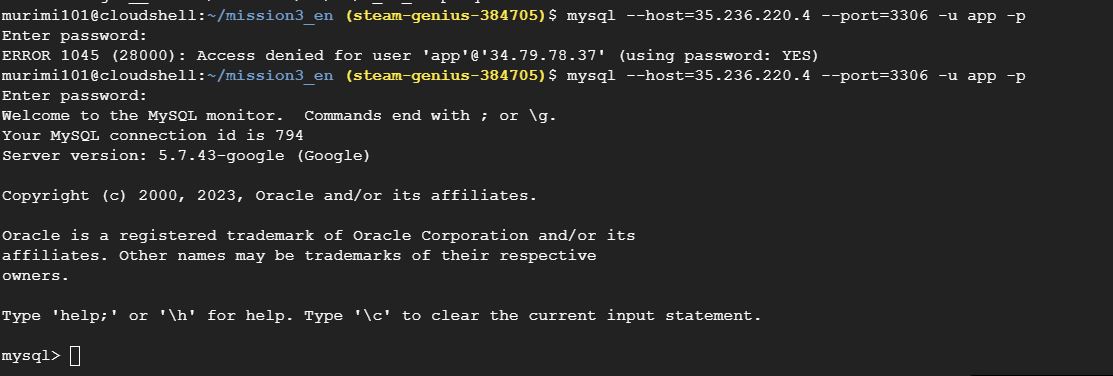 murimi101@cloudshell:~/mission3_en (steam-genius-384705)$ mysql --host=35.236.220.4 --port=3306 -u app -p
Enter password:
ERROR 1045 (28000): Access denied for user 'app'@'34.79.78.37' (using password: YES)
murimi101@cloudshell:~/mission3_en (steam-genius-384705)$ mysql --host=35.236.220.4 --port=3306 -u app -p
Enter password:
Welcome to the MySQL monitor.  Commands end with ; or \g.
Your MySQL connection id is 794
Server version: 5.7.43-google (Google)

Copyright (c) 2000, 2023, Oracle and/or its affiliates.

Oracle is a registered trademark of Oracle Corporation and/or its
affiliates. Other names may be trademarks of their respective
owners.

Type 'help;' or '\h' for help. Type '\c' to clear the current input statement.

mysql>